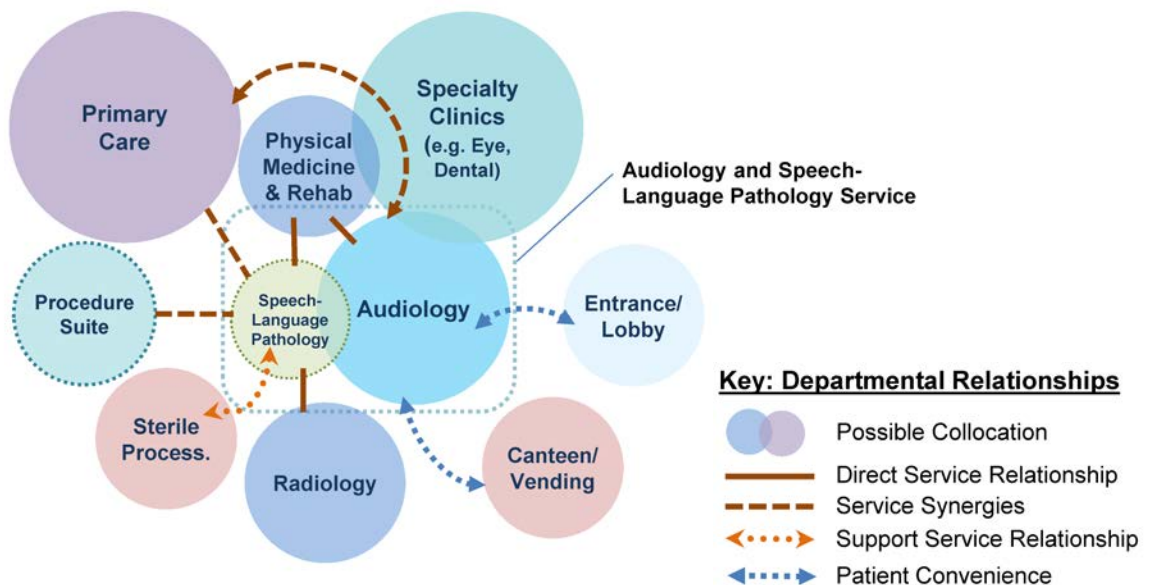 Primary
Care
Specialty
Clinics
(e.g. Eye,
Dental)
Physical
Medicine
& Rehab
Audiology and Speech-
Language Pathology Service
Procedure
Suite
Speech-
Language
Pathology
Audiology
Entrance/
Lobby
Sterile
Process.
Radiology
Canteen/
Vending
Key: Departmental Relationships
Possible Collocation
Direct Service Relationship
Service Synergies
Support Service Relationship
Patient Convenience